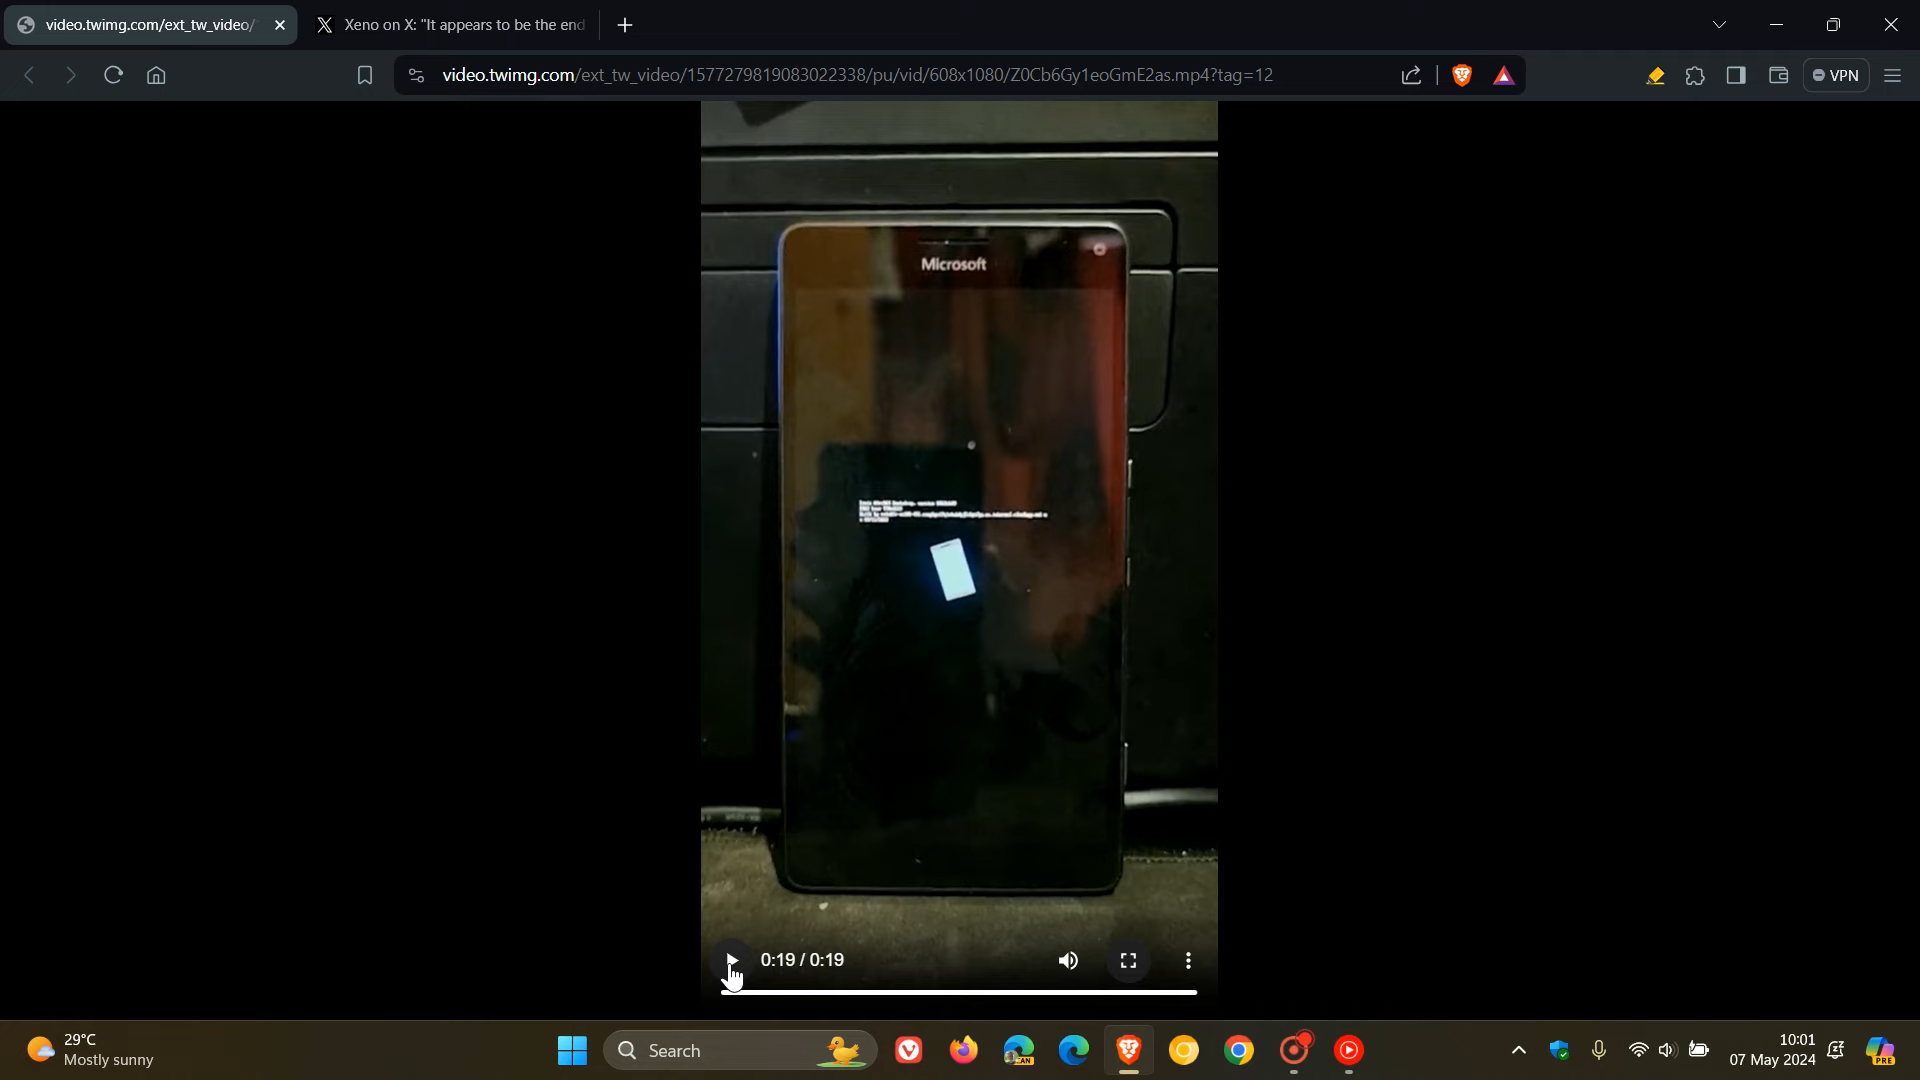 video.twimg.com/ext_tw_video/
Xeno on X: "It appears to be the end
video.twimg.com/ext_tw_video/1577279819083022338/pu/vid/608x1080/Z0Cb6Gy1eoGmE2as.mp4?tag=12
VPN
Microsoft
0:19 / 0:19
29°C
Mostly sunny
Search
CAN
10:01
07 May 2024
PRE